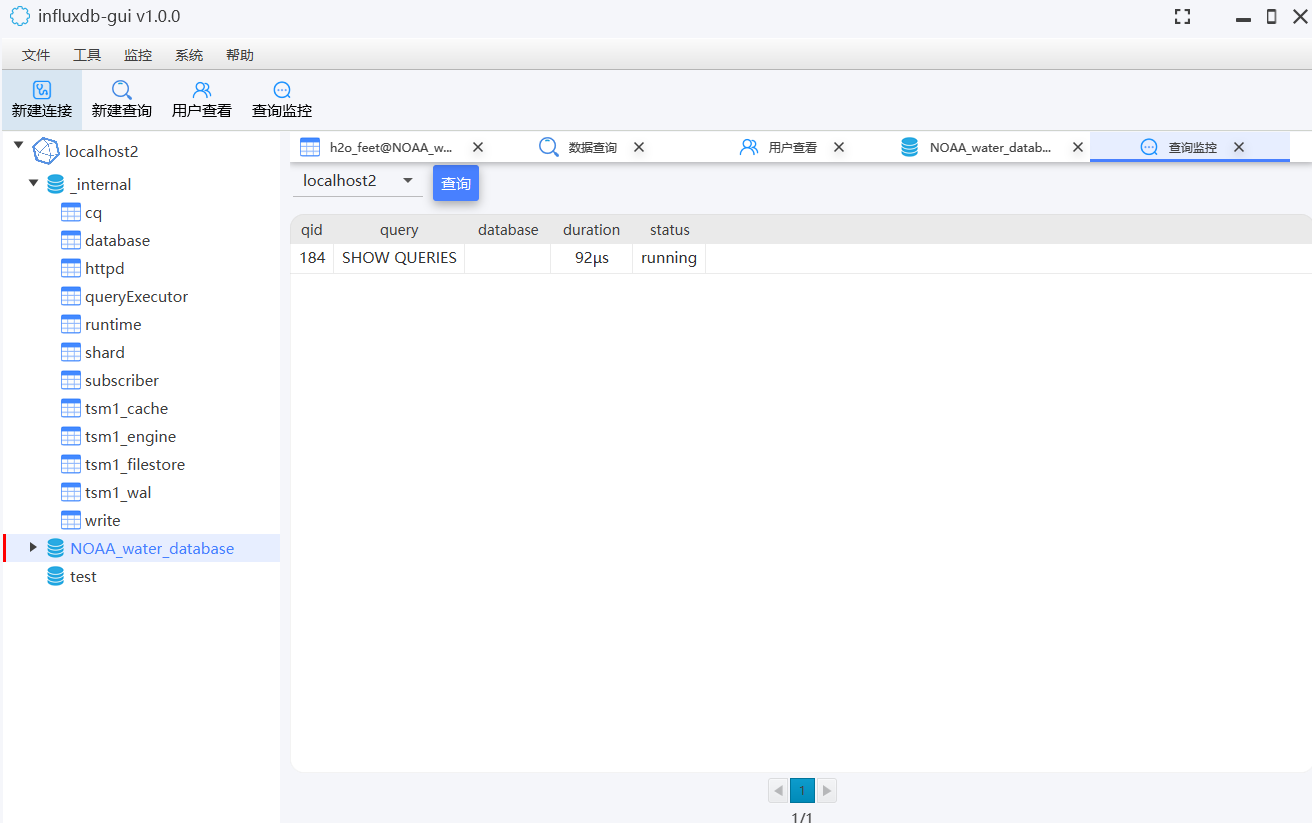 influxdb-gui v1.0.0
文件 工具 监控 系统 帮助
新建连接 新建查询 用户查看 查询监控
localhost2
_internal
cq
database
httpd
queryExecutor
runtime
shard
subscriber
tsm1_cache
tsm1_engine
tsm1_filestore
tsm1_wal
write
NOAA_water_database
test
h2o_feet@NOAA_w... 数据查询 用户查看 NOAA_water_datab... 查询监控
localhost2 查询
qid query database duration status
184 SHOW QUERIES 92µs running
1
1/1